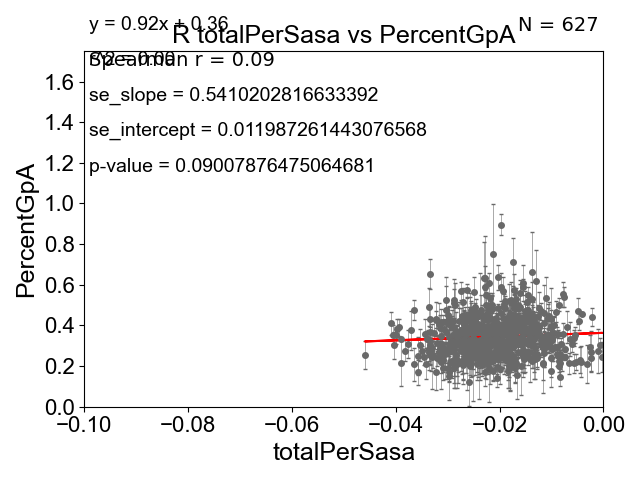 y = 0.92x + 0.36
N = 627
R totalPerSasa vs PercentGpA
Spearman r = 0.09
se_slope = 0.5410202816633392
se_intercept = 0.011987261443076568
p-value = 0.09007876475064681
PercentGpA
1.6
1.4
1.2
1.0
0.8
0.6
0.4
0.2
0.0
−0.10
−0.08
−0.06
−0.04
−0.02
0.00
totalPerSasa